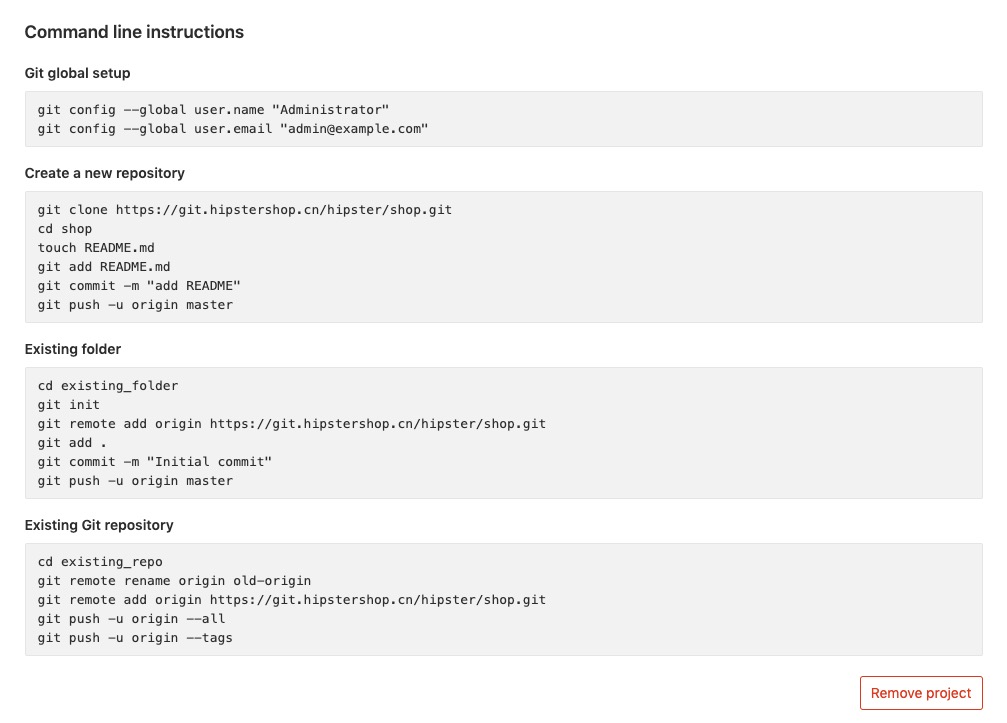 Command line instructions
Git global setup
git config --global user.name "Administrator"
git config --global user.email "admin@example.com"
Create a new repository
git clone https://git.hipstershop.cn/hipster/shop.git
cd shop
touch README.md
git add README.md
git commit -m "add README"
git push -u origin master
Existing folder
cd existing_folder
git init
git remote add origin https://git.hipstershop.cn/hipster/shop.git
git add .
git commit -m "Initial commit"
git push -u origin master
Existing Git repository
cd existing_repo
git remote rename origin old-origin
git remote add origin https://git.hipstershop.cn/hipster/shop.git
git push -u origin --all
git push -u origin --tags
Remove project